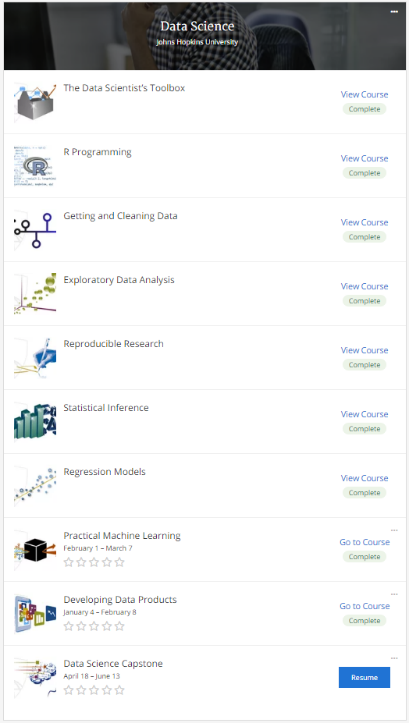 Data Science
Johns Hopkins University
The Data Scientist's Toolbox
View Course
Complete
R Programming
View Course
Complete
Getting and Cleaning Data
View Course
Complete
Exploratory Data Analysis
View Course
Complete
Reproducible Research
View Course
Complete
Statistical Inference
View Course
Complete
Regression Models
View Course
Complete
Practical Machine Learning
February 1 – March 7
Go to Course
Complete
Developing Data Products
January 4 – February 8
Go to Course
Complete
Data Science Capstone
April 18 – June 13
Resume